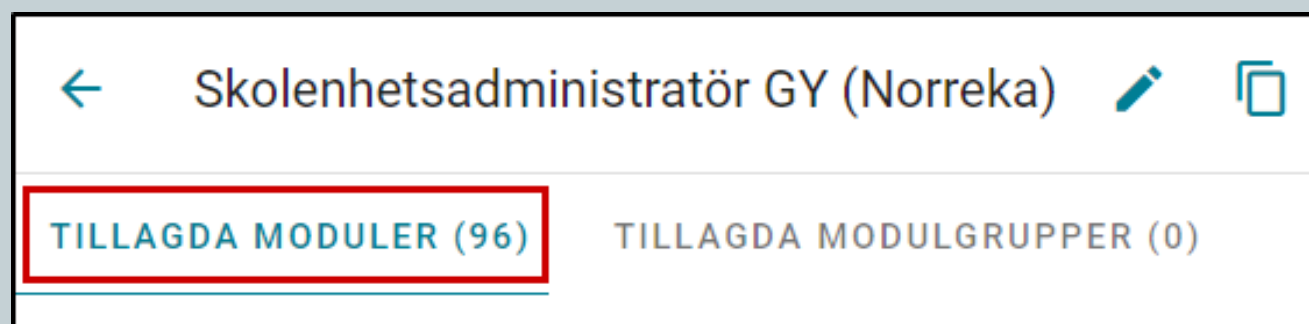 Skolenhetsadministratör GY (Norreka)
TILLAGDA MODULER (96) TILLAGDA MODULGRUPPER (0)